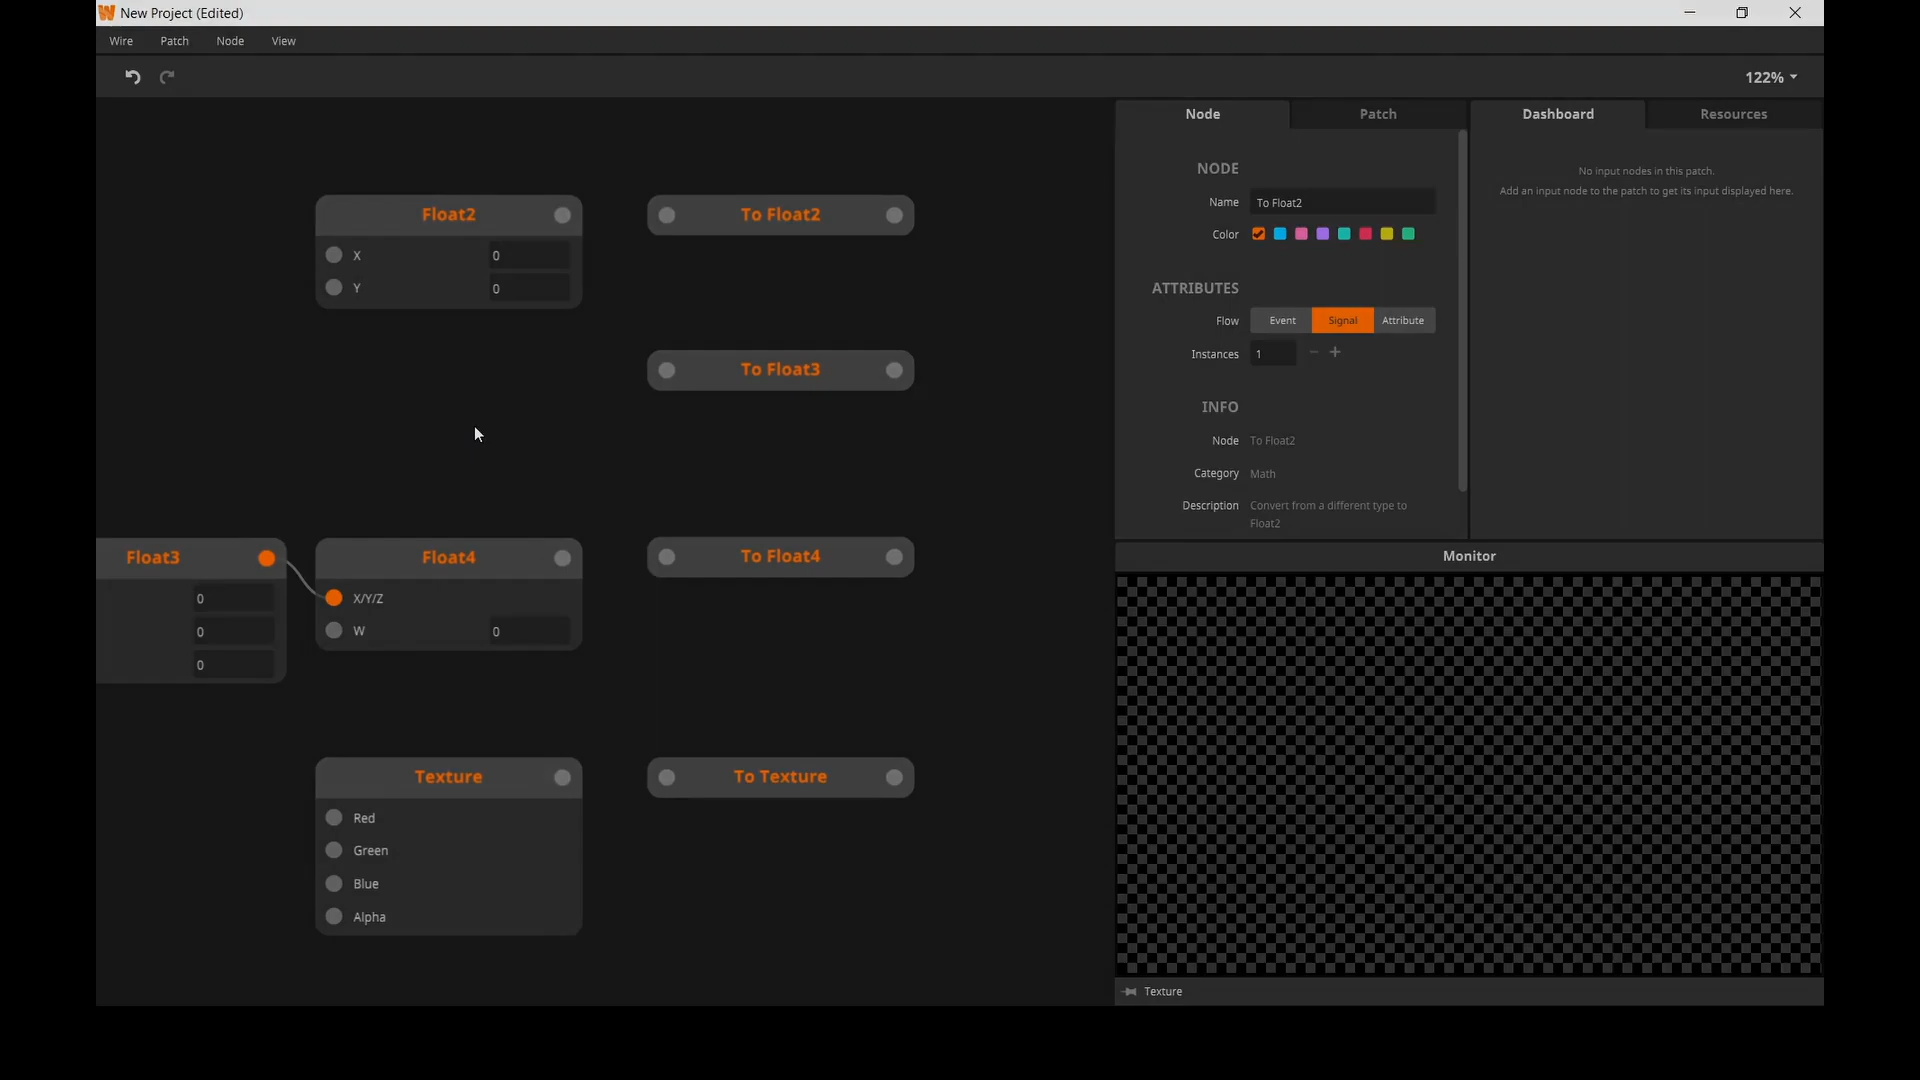 New Project (Edited)
Wire Patch Node View
122%
Float2
X 0
Y 0
To Float2
To Float3
Float3
0
0
0
Float4
X/Y/Z
W 0
To Float4
Texture
Red
Green
Blue
Alpha
To Texture
Node Patch
NODE
Name To Float2
Color
ATTRIBUTES
Flow Event Signal Attribute
Instances 1
INFO
Node To Float2
Category Math
Description Convert from a different type to
Float2
Dashboard Resources
No input nodes in this patch.
Add an input node to the patch to get its input displayed here.
Monitor
Texture